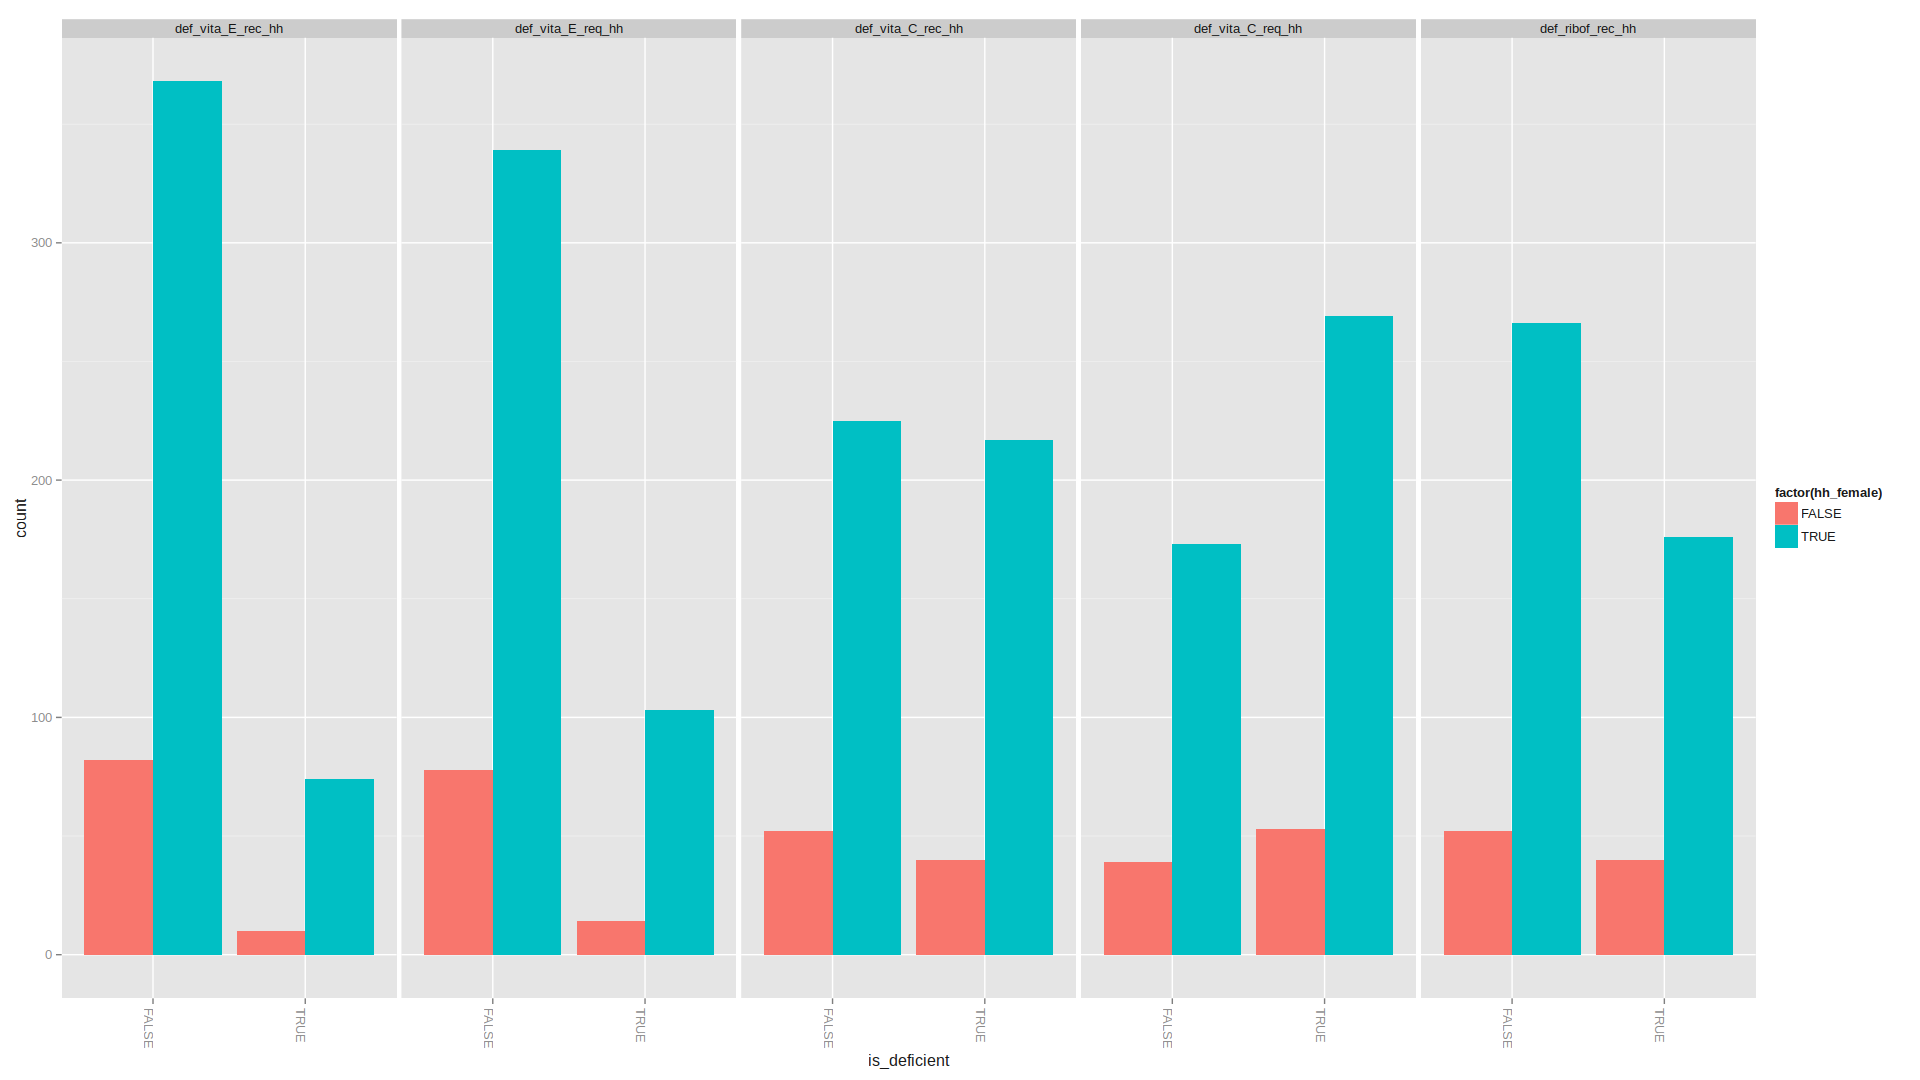 def_vita_E_rec_hh
def_vita_E_req_hh
def_vita_C_rec_hh
def_vita_C_req_hh
def_ribof_rec_hh
300
200
100
0
count
FALSE
TRUE
FALSE
TRUE
FALSE
TRUE
FALSE
TRUE
FALSE
TRUE
is_deficient
factor(hh_female)
FALSE
TRUE